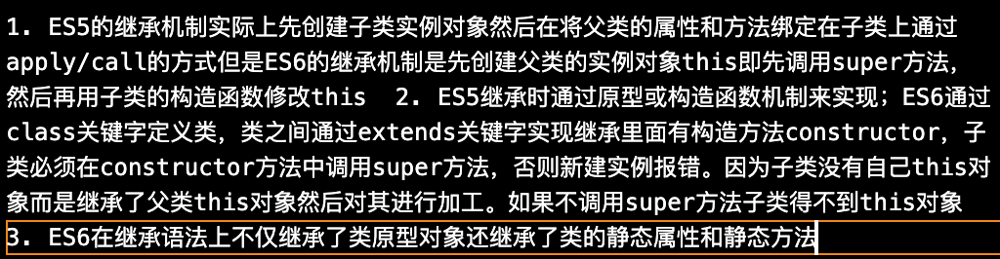 1. ES5的继承机制实际上先创建子类实例对象然后在将父类的属性和方法绑定在子类上通过
apply/call的方式但是ES6的继承机制是先创建父类的实例对象this即先调用super方法，
然后再用子类的构造函数修改this  2. ES5继承时通过原型或构造函数机制来实现；ES6通过
class关键字定义类，类之间通过extends关键字实现继承里面有构造方法constructor，子
类必须在constructor方法中调用super方法，否则新建实例报错。因为子类没有自己this对
象而是继承了父类this对象然后对其进行加工。如果不调用super方法子类得不到this对象
3. ES6在继承语法上不仅继承了类原型对象还继承了类的静态属性和静态方法